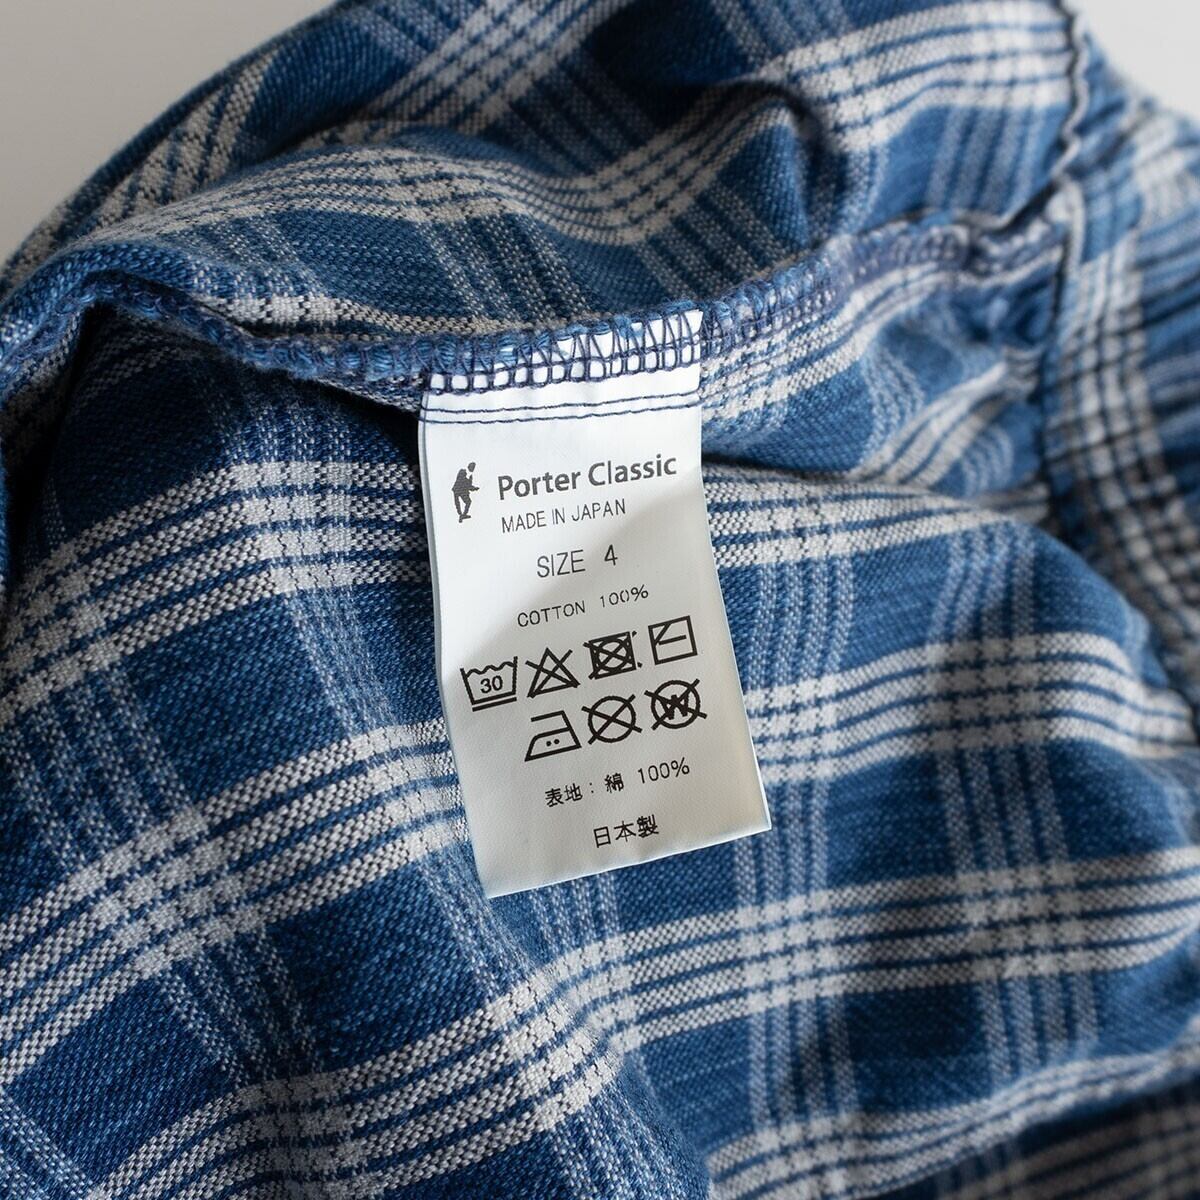 Porter Classic
MADE IN JAPAN
SIZE 4
COTTON 100%
30
W
表地: 綿 100%
日本製